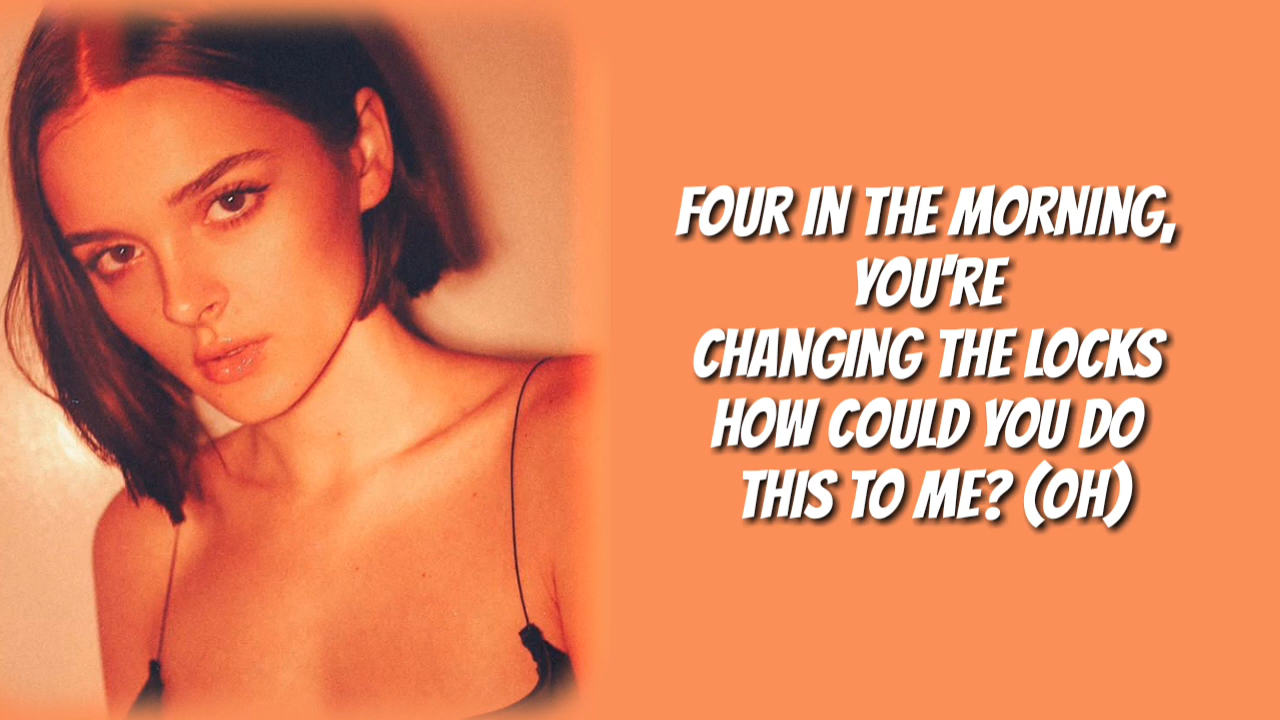 FOUR IN THE MORNING,
YOU'RE
CHANGING THE LOCKS
HOW COULD YOU DO
THIS TO ME? (OH)